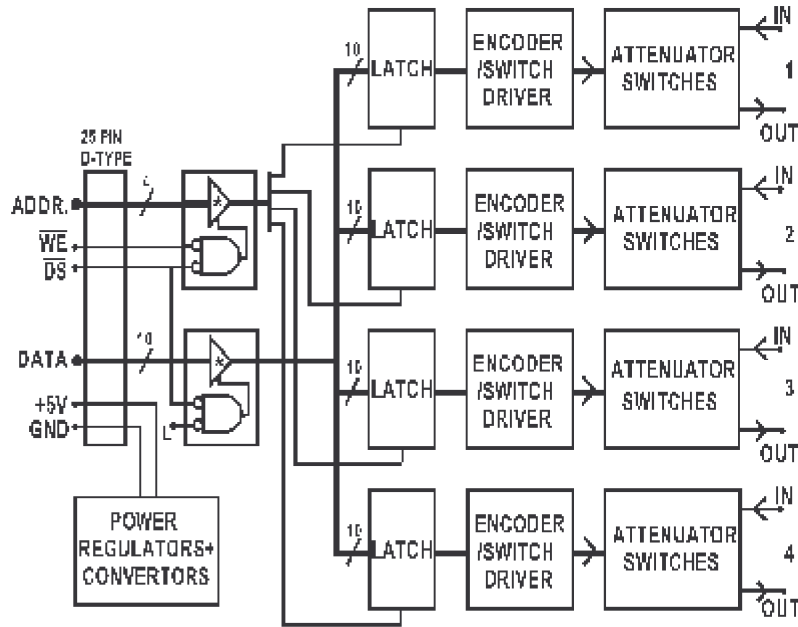 10
LATCH
ENCODER
/SWITCH
DRIVER
ATTENUATOR
SWITCHES
IN
1
OUT
25 PIN
D-TYPE
ADDR.
WE
DS
*
10
LATCH
ENCODER
/SWITCH
DRIVER
ATTENUATOR
SWITCHES
IN
2
OUT
DATA
10
*
+5V
GND
L
10
LATCH
ENCODER
/SWITCH
DRIVER
ATTENUATOR
SWITCHES
IN
3
OUT
POWER
REGULATORS+
CONVERTORS
10
LATCH
ENCODER
/SWITCH
DRIVER
ATTENUATOR
SWITCHES
IN
4
OUT